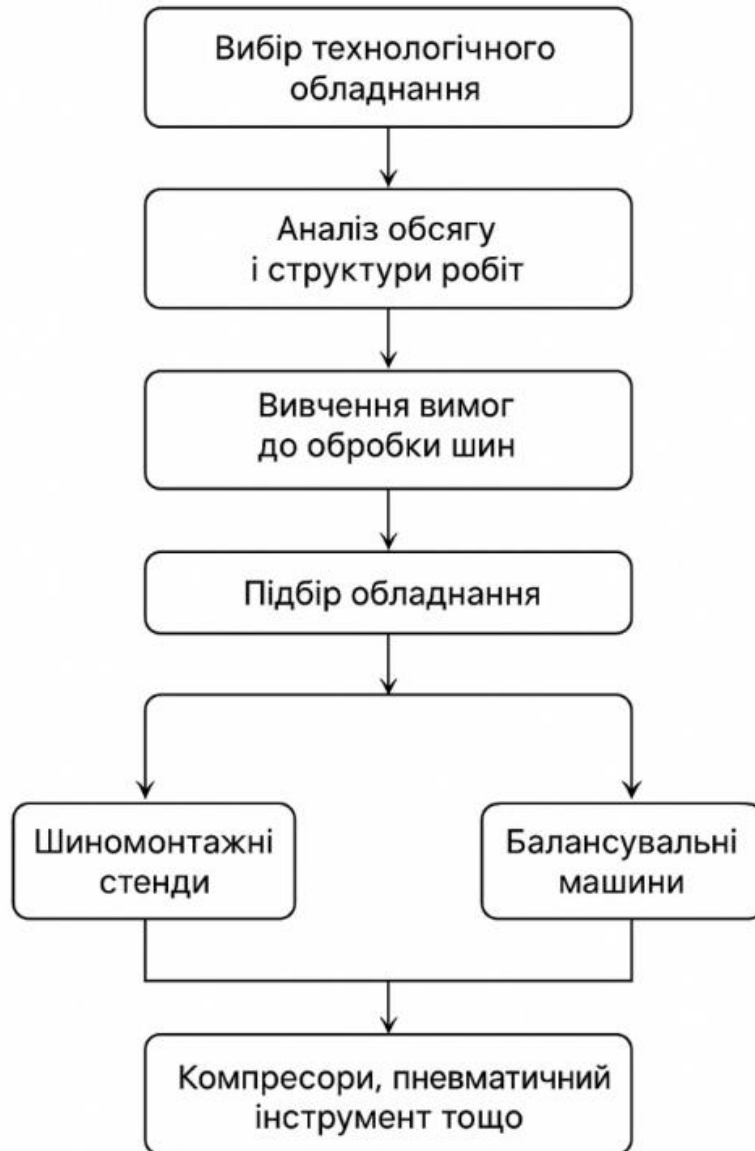 Вибір технологічного
обладнання
Аналіз обсягу
і структури робіт
Вивчення вимог
до обробки шин
Підбір обладнання
Шиномонтажні
стенди
Балансувальні
машини
Компресори, пневматичний
інструмент тощо